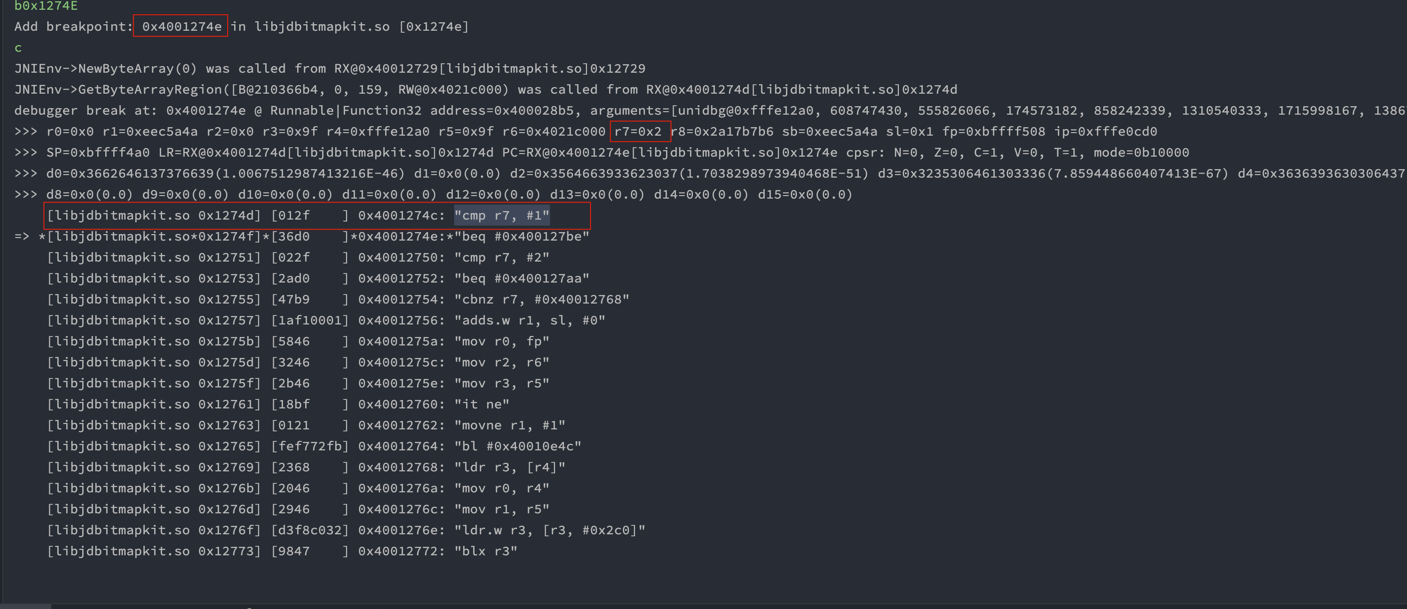 b0x1274E
Add breakpoint: 0x4001274e in libjdbitmapkit.so [0x1274e]
c
JNIEnv->NewByteArray(0) was called from RX@0x40012729[libjdbitmapkit.so]0x12729
JNIEnv->GetByteArrayRegion([B@210366b4, 0, 159, RW@0x4021c000) was called from RX@0x4001274d[libjdbitmapkit.so]0x1274d
debugger break at: 0x4001274e @ Runnable|Function32 address=0x400028b5, arguments=[unidbg@0xfffe12a0, 608747430, 555826066, 174573182, 858242339, 1310540333, 1715998167, 1386
>>> r0=0x0 r1=0xeec5a4a r2=0x0 r3=0x9f r4=0xfffe12a0 r5=0x9f r6=0x4021c000 r7=0x2 r8=0x2a17b7b6 sb=0xeec5a4a sl=0x1 fp=0xbffff508 ip=0xfffe0cd0
>>> SP=0xbffff4a0 LR=RX@0x4001274d[libjdbitmapkit.so]0x1274d PC=RX@0x4001274e[libjdbitmapkit.so]0x1274e cpsr: N=0, Z=0, C=1, V=0, T=1, mode=0b10000
>>> d0=0x3662646137376639(1.0067512987413216E-46) d1=0x0(0.0) d2=0x3564663933623037(1.7038298973940468E-51) d3=0x3235306461303336(7.859448660407413E-67) d4=0x3636393630306437
>>> d8=0x0(0.0) d9=0x0(0.0) d10=0x0(0.0) d11=0x0(0.0) d12=0x0(0.0) d13=0x0(0.0) d14=0x0(0.0) d15=0x0(0.0)
[libjdbitmapkit.so 0x1274d] [012f    ] 0x4001274c: "cmp r7, #1"
=> *[libjdbitmapkit.so*0x1274f]*[36d0    ]*0x4001274e:*"beq #0x400127be"
[libjdbitmapkit.so 0x12751] [022f    ] 0x40012750: "cmp r7, #2"
[libjdbitmapkit.so 0x12753] [2ad0    ] 0x40012752: "beq #0x400127aa"
[libjdbitmapkit.so 0x12755] [47b9    ] 0x40012754: "cbnz r7, #0x40012768"
[libjdbitmapkit.so 0x12757] [1af10001] 0x40012756: "adds.w r1, sl, #0"
[libjdbitmapkit.so 0x1275b] [5846    ] 0x4001275a: "mov r0, fp"
[libjdbitmapkit.so 0x1275d] [3246    ] 0x4001275c: "mov r2, r6"
[libjdbitmapkit.so 0x1275f] [2b46    ] 0x4001275e: "mov r3, r5"
[libjdbitmapkit.so 0x12761] [18bf    ] 0x40012760: "it ne"
[libjdbitmapkit.so 0x12763] [0121    ] 0x40012762: "movne r1, #1"
[libjdbitmapkit.so 0x12765] [fef772fb] 0x40012764: "bl #0x40010e4c"
[libjdbitmapkit.so 0x12769] [2368    ] 0x40012768: "ldr r3, [r4]"
[libjdbitmapkit.so 0x1276b] [2046    ] 0x4001276a: "mov r0, r4"
[libjdbitmapkit.so 0x1276d] [2946    ] 0x4001276c: "mov r1, r5"
[libjdbitmapkit.so 0x1276f] [d3f8c032] 0x4001276e: "ldr.w r3, [r3, #0x2c0]"
[libjdbitmapkit.so 0x12773] [9847    ] 0x40012772: "blx r3"